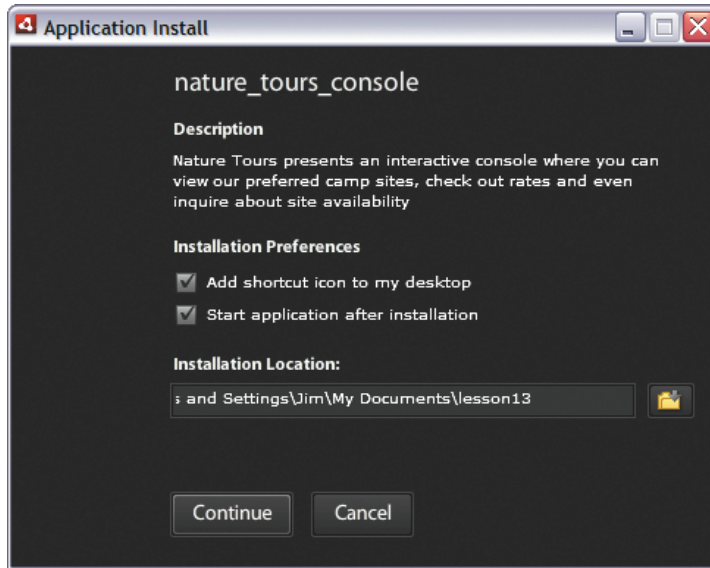 Application Install
nature_tours_console
Description
Nature Tours presents an interactive console where you can
view our preferred camp sites, check out rates and even
inquire about site availability
Installation Preferences
Add shortcut icon to my desktop
Start application after installation
Installation Location:
s and Settings\Jim\My Documents\lesson13
Continue
Cancel